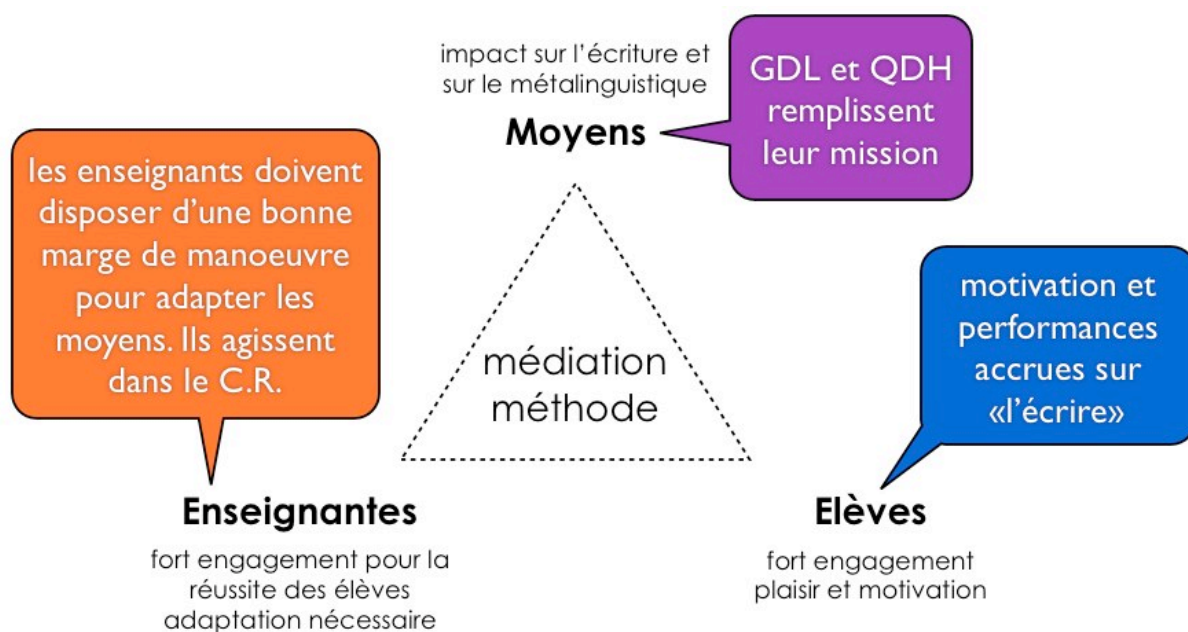 impact sur l'écriture et
sur le métalinguistique
Moyens
GDL et QDH
remplissent
leur mission
les enseignants doivent
disposer d'une bonne
marge de manoeuvre
pour adapter les
moyens. Ils agissent
dans le C.R.
motivation et
performances
accrues sur
«l'écrire»
médiation
méthode
Enseignantes
fort engagement pour la
réussite des élèves
adaptation nécessaire
Elèves
fort engagement
plaisir et motivation